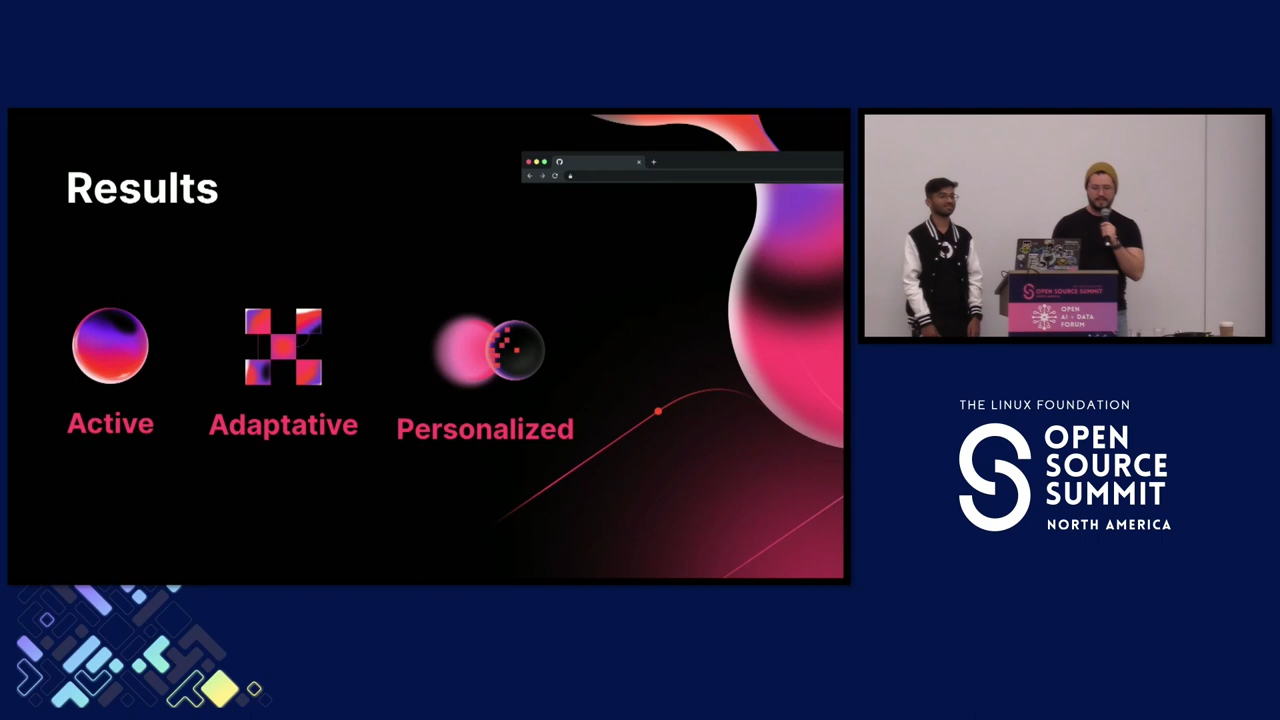 Results
Active
Adaptative
Personalized
OPEN SOURCE SUMMIT
OPEN
AI + DATA
FORUM
THE LINUX FOUNDATION
OPEN
SOURCE
SUMMIT
NORTH AMERICA